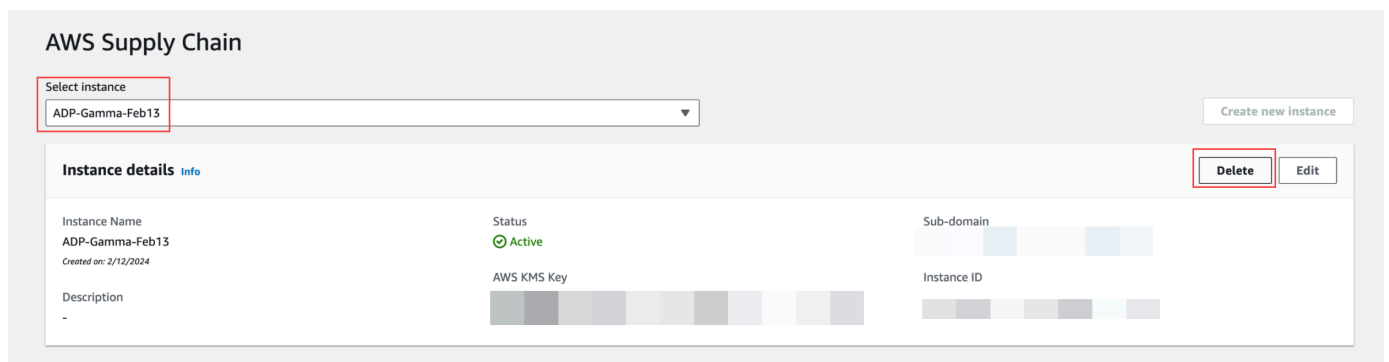 AWS Supply Chain
Select instance
ADP-Gamma-Feb13
Create new instance
Instance details Info
Delete
Edit
Instance Name
ADP-Gamma-Feb13
Created on: 2/12/2024
Description
-
Status
Active
AWS KMS Key
Sub-domain
Instance ID